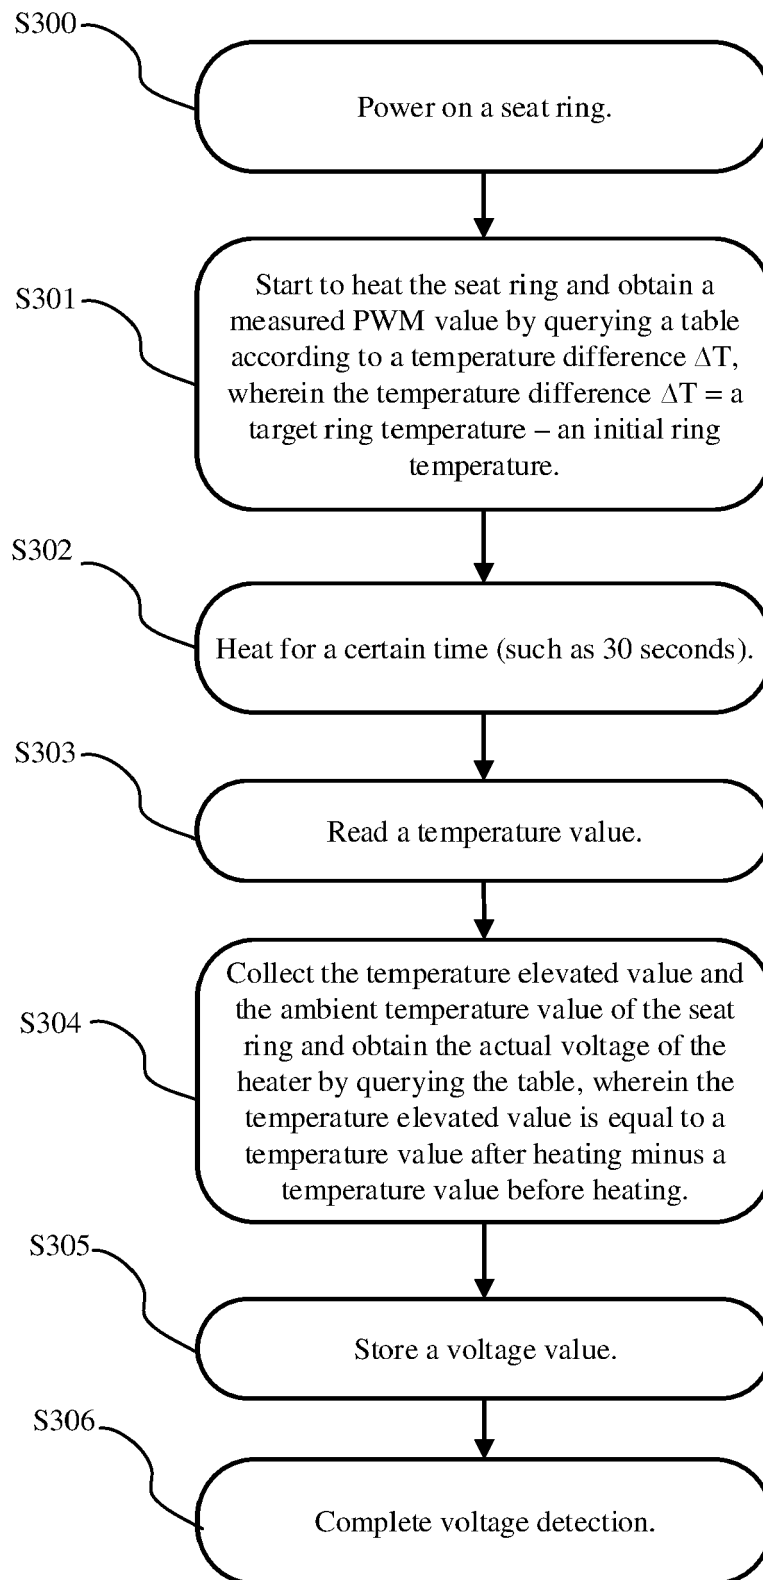 S300
Power on a seat ring.
S301
Start to heat the seat ring and obtain a
measured PWM value by querying a table
according to a temperature difference ΔT,
wherein the temperature difference ΔT = a
target ring temperature – an initial ring
temperature.
S302
Heat for a certain time (such as 30 seconds).
S303
Read a temperature value.
S304
Collect the temperature elevated value and
the ambient temperature value of the seat
ring and obtain the actual voltage of the
heater by querying the table, wherein the
temperature elevated value is equal to a
temperature value after heating minus a
temperature value before heating.
S305
Store a voltage value.
S306
Complete voltage detection.